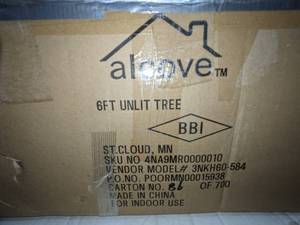 alcove™
6FT UNLIT TREE
BBI
ST.CLOUD, MN
SKU NO 4NA9MR0000010
VENDOR MODEL# 3NKH60-584
P.O.NO. POORMN00015938
CARTON NO. 86 OF 700
MADE IN CHINA
FOR INDOOR USE